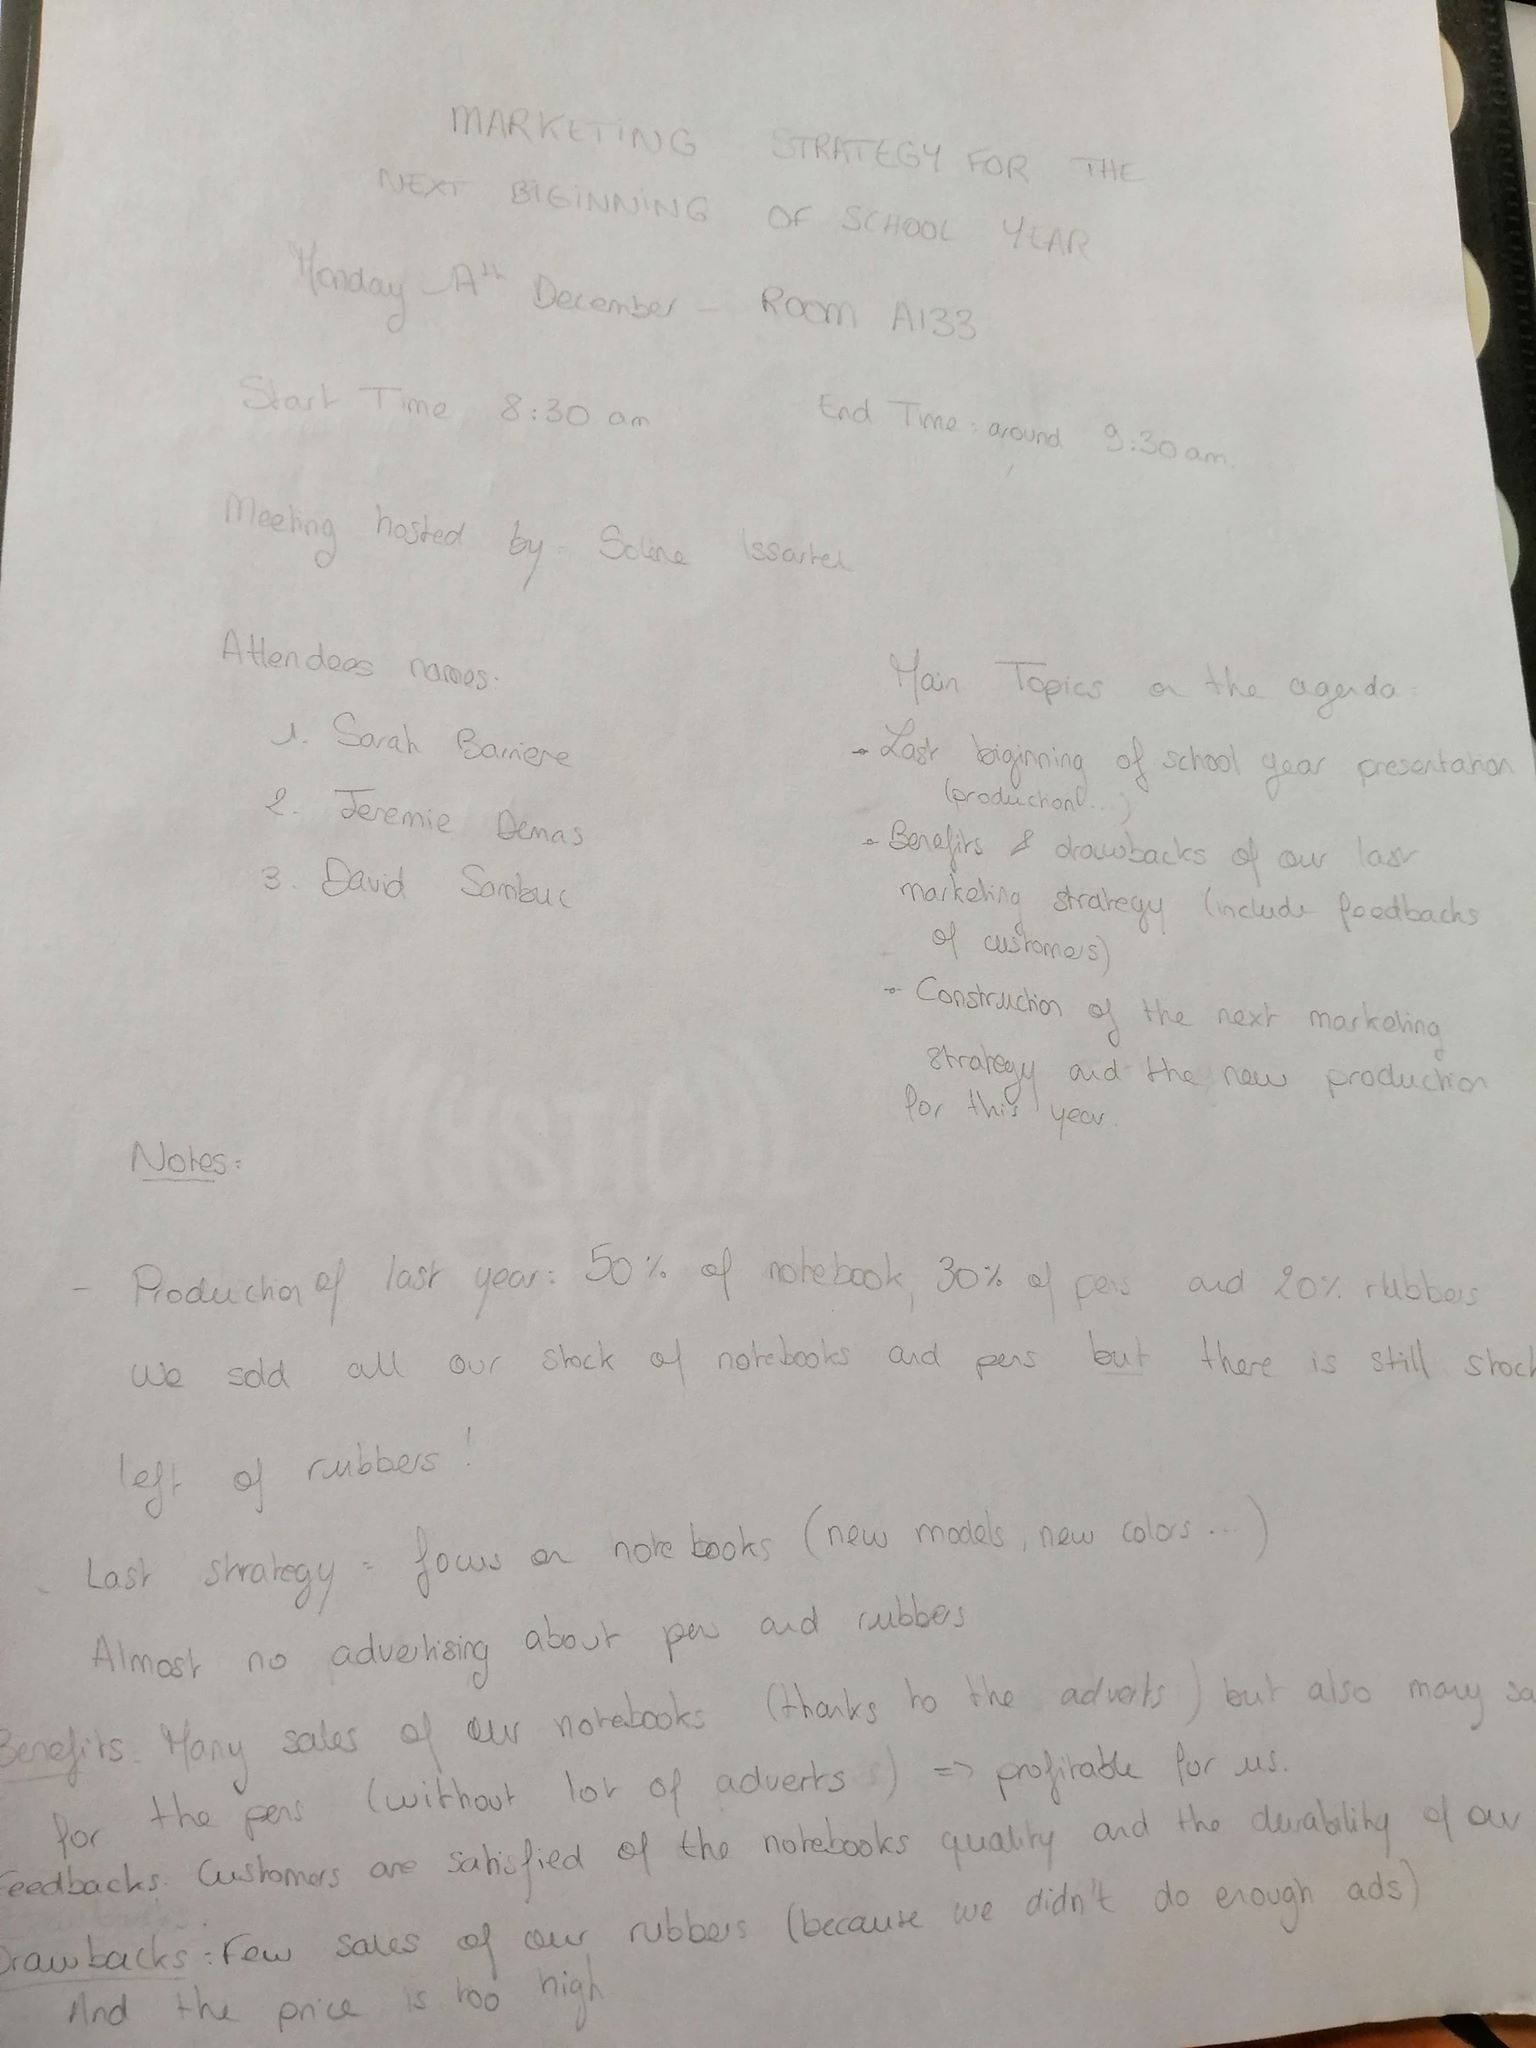 MARKETING STRATEGY FOR THE
NEXT BIGINNING OF SCHOOL YEAR
Monday December - Room A133
Start Time 8:30 am End Time: around 9:30 am.
Meeting hosted by: Soline Issartel
Attendees names:
1. Sarah Barriere
2. Jeremie Demas
3. David Sambuc
Main Topics on the agenda:
- Last biginning of school year presentation
(production...)
- Benefits & drawbacks of our last
marketing strategy (include feedbacks
of customers)
- Construction of the next marketing
strategy and the new production
for this year.
Notes:
- Production of last year: 50% of notebook, 30% of pens and 20% rubbers
We sold all our stock of notebooks and pens but there is still stock
left of rubbers!
- Last strategy = focus on notebooks (new models, new colors...)
Almost no advertising about pens and rubbers
Benefits: Many sales of our notebooks (thanks to the adverts) but also many sa
for the pens (without lot of adverts) => profitable for us.
Feedbacks: Customers are satisfied of the notebooks quality and the durability of our
Drawbacks: Few sales of our rubbers (because we didn't do enough ads)
And the price is too high